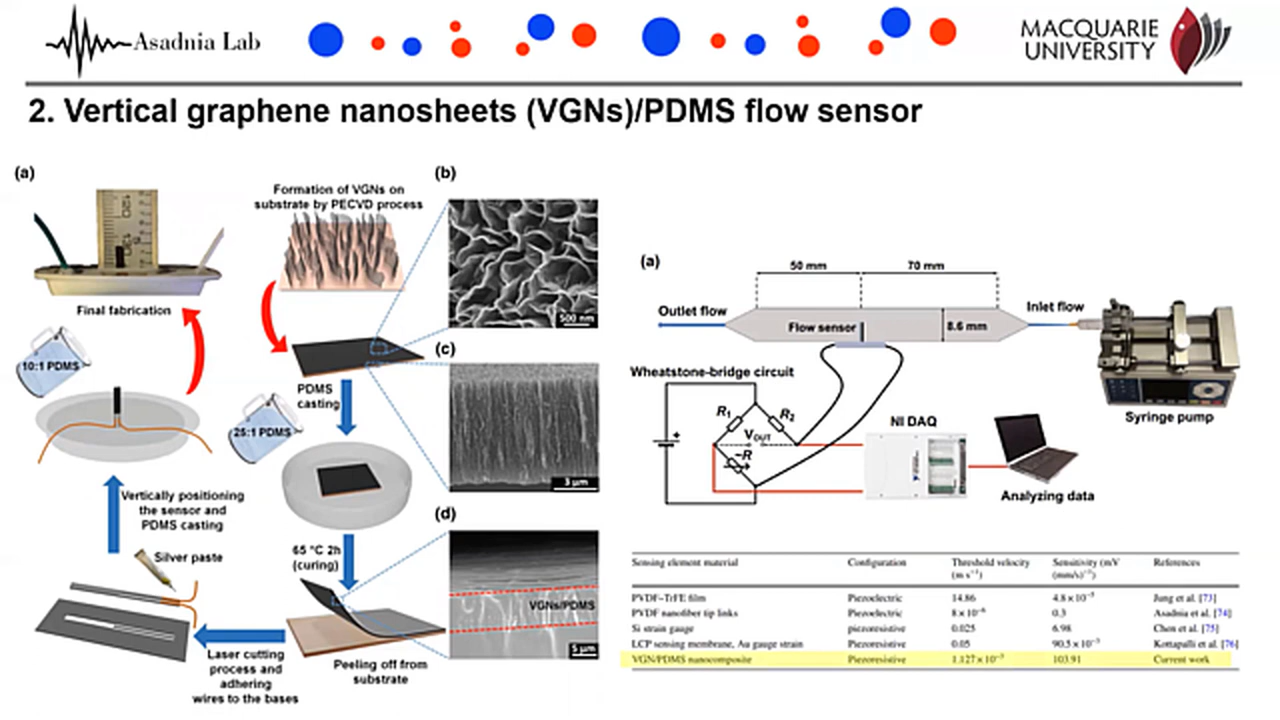 Asadnia Lab
MACQUARIE
UNIVERSITY
2. Vertical graphene nanosheets (VGNs)/PDMS flow sensor
(a)
Final fabrication
10:1 PDMS
Vertically positioning
the sensor and
PDMS casting
Silver paste
Formation of VGNs on
substrate by PECVD process
PDMS
casting
25:1 PDMS
65 °C 2h
(curing)
Laser cutting
process and
adhering
wires to the bases
Peeling off from
substrate
(b)
500 nm
(c)
3 µm
(d)
VGNs/PDMS
5 µm
(a)
50 mm
70 mm
Outlet flow
Flow sensor
8.6 mm
Inlet flow
Syringe pump
Wheatstone-bridge circuit
R1
R2
VOUT
~R
+
NI DAQ
Analyzing data
Sensing element material Configuration Threshold velocity (m s⁻¹) Sensitivity (mV (mm/s)⁻¹) References
PVDF–TrFE film Piezoelectric 14.86 Jung et al. [73]
PVDF nanofiber tip links Piezoelectric 0.3 Asadnia et al. [74]
Si strain gauge piezoresistive 0.025 6.98 Chen et al. [75]
LCP sensing membrane, Au gauge strain Piezoresistive 0.05 Kottapalli et al. [76]
VGN/PDMS nanocomposite Piezoresistive 103.91 Current work